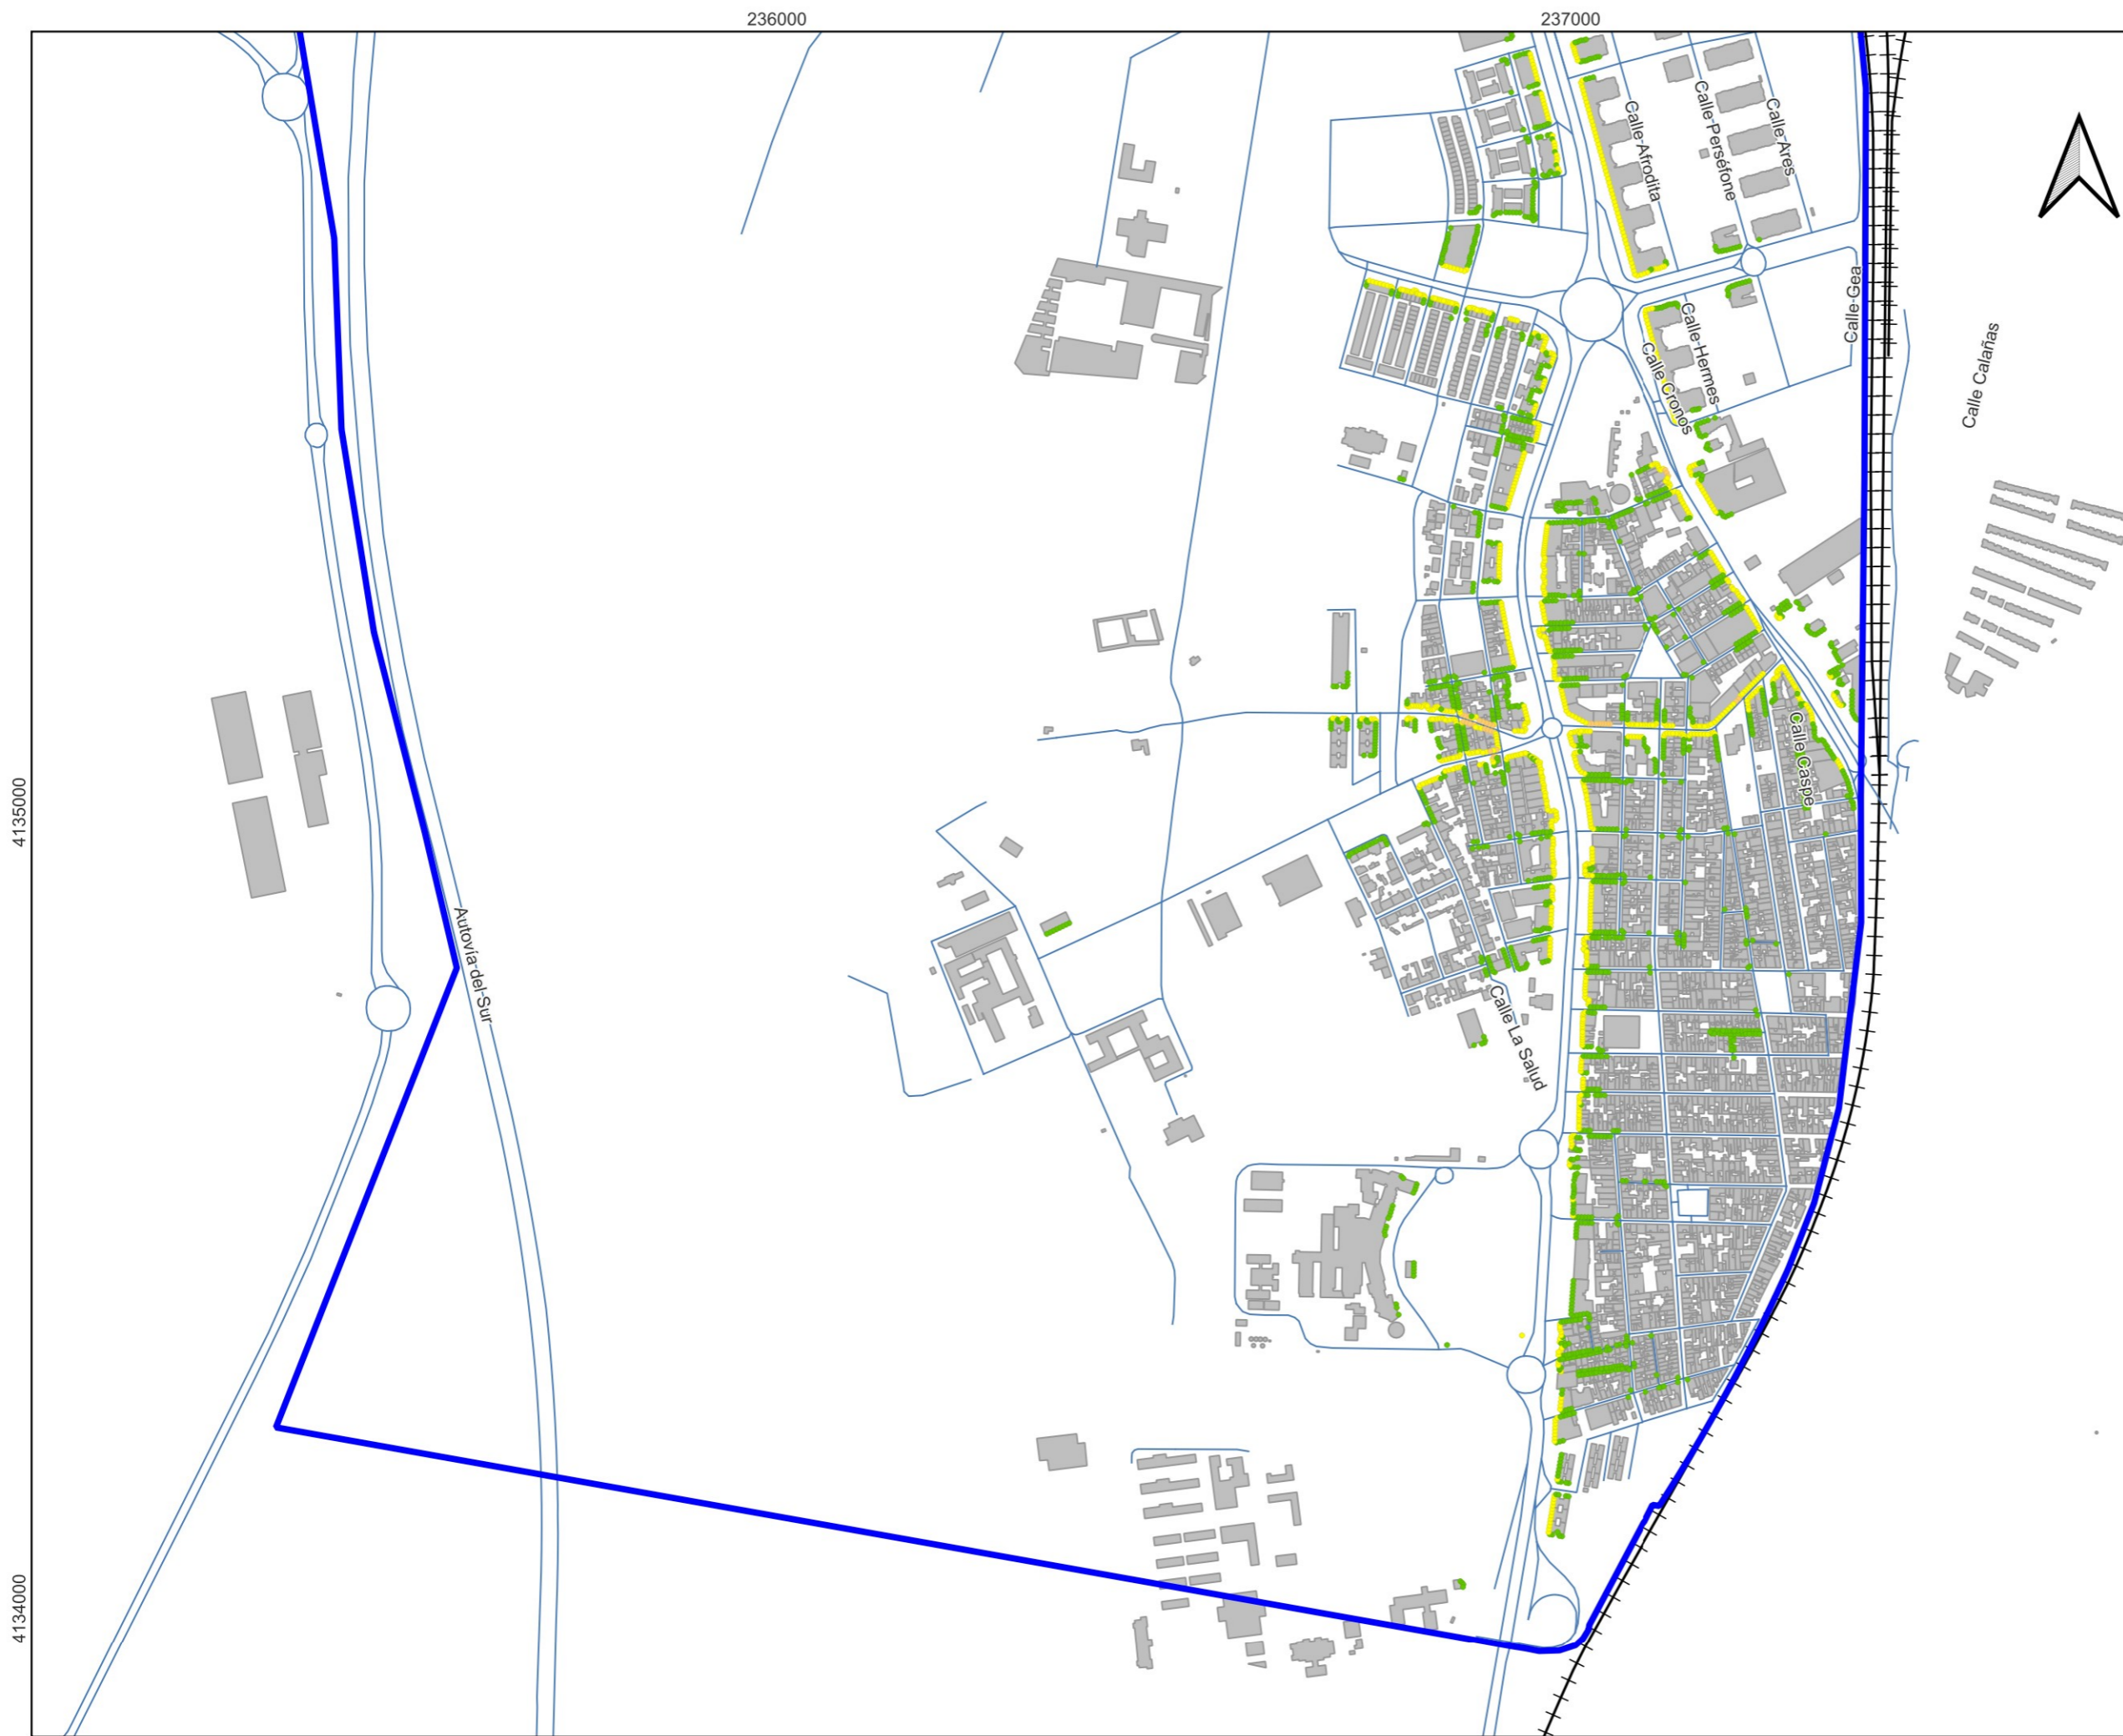 236000
237000
Calle Afrodita
Calle Perséfone
Calle Ares
Calle Gea
Calle Hermes
Calle Cronos
Calle Calañas
Calle Caspe
4135000
Autovía del Sur
Calle La Salud
4134000